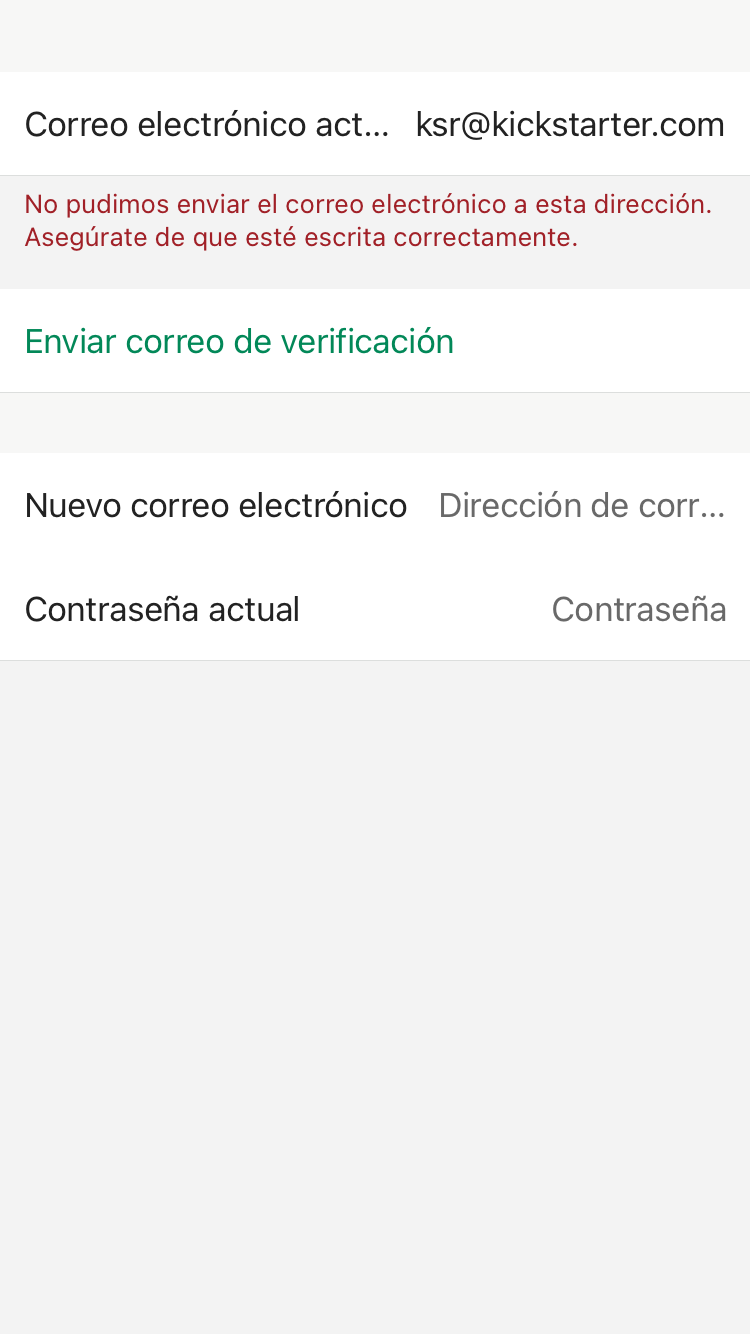 Correo electrónico act... ksr@kickstarter.com
No pudimos enviar el correo electrónico a esta dirección.
Asegúrate de que esté escrita correctamente.
Enviar correo de verificación
Nuevo correo electrónico Dirección de corr...
Contraseña actual Contraseña